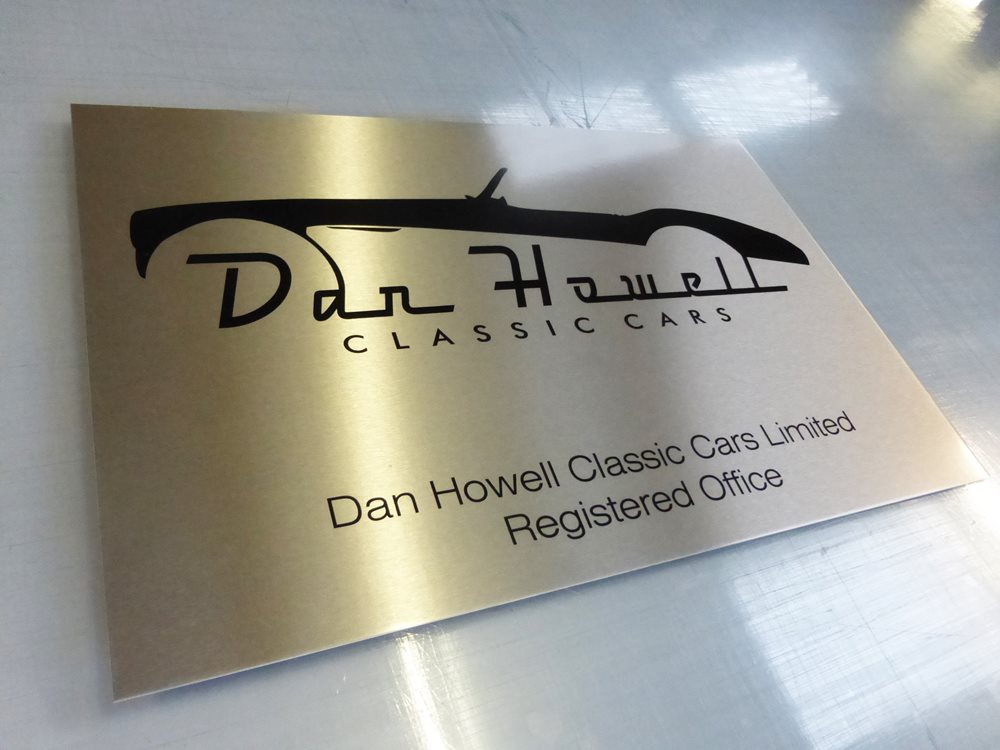 Dan Howell
CLASSIC CARS
Dan Howell Classic Cars Limited
Registered Office